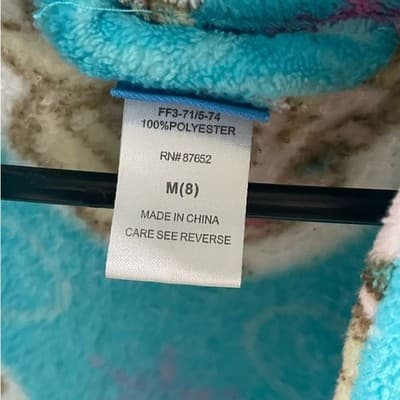 FF3-71/5-74
100%POLYESTER
RN# 87652
M(8)
MADE IN CHINA
CARE SEE REVERSE